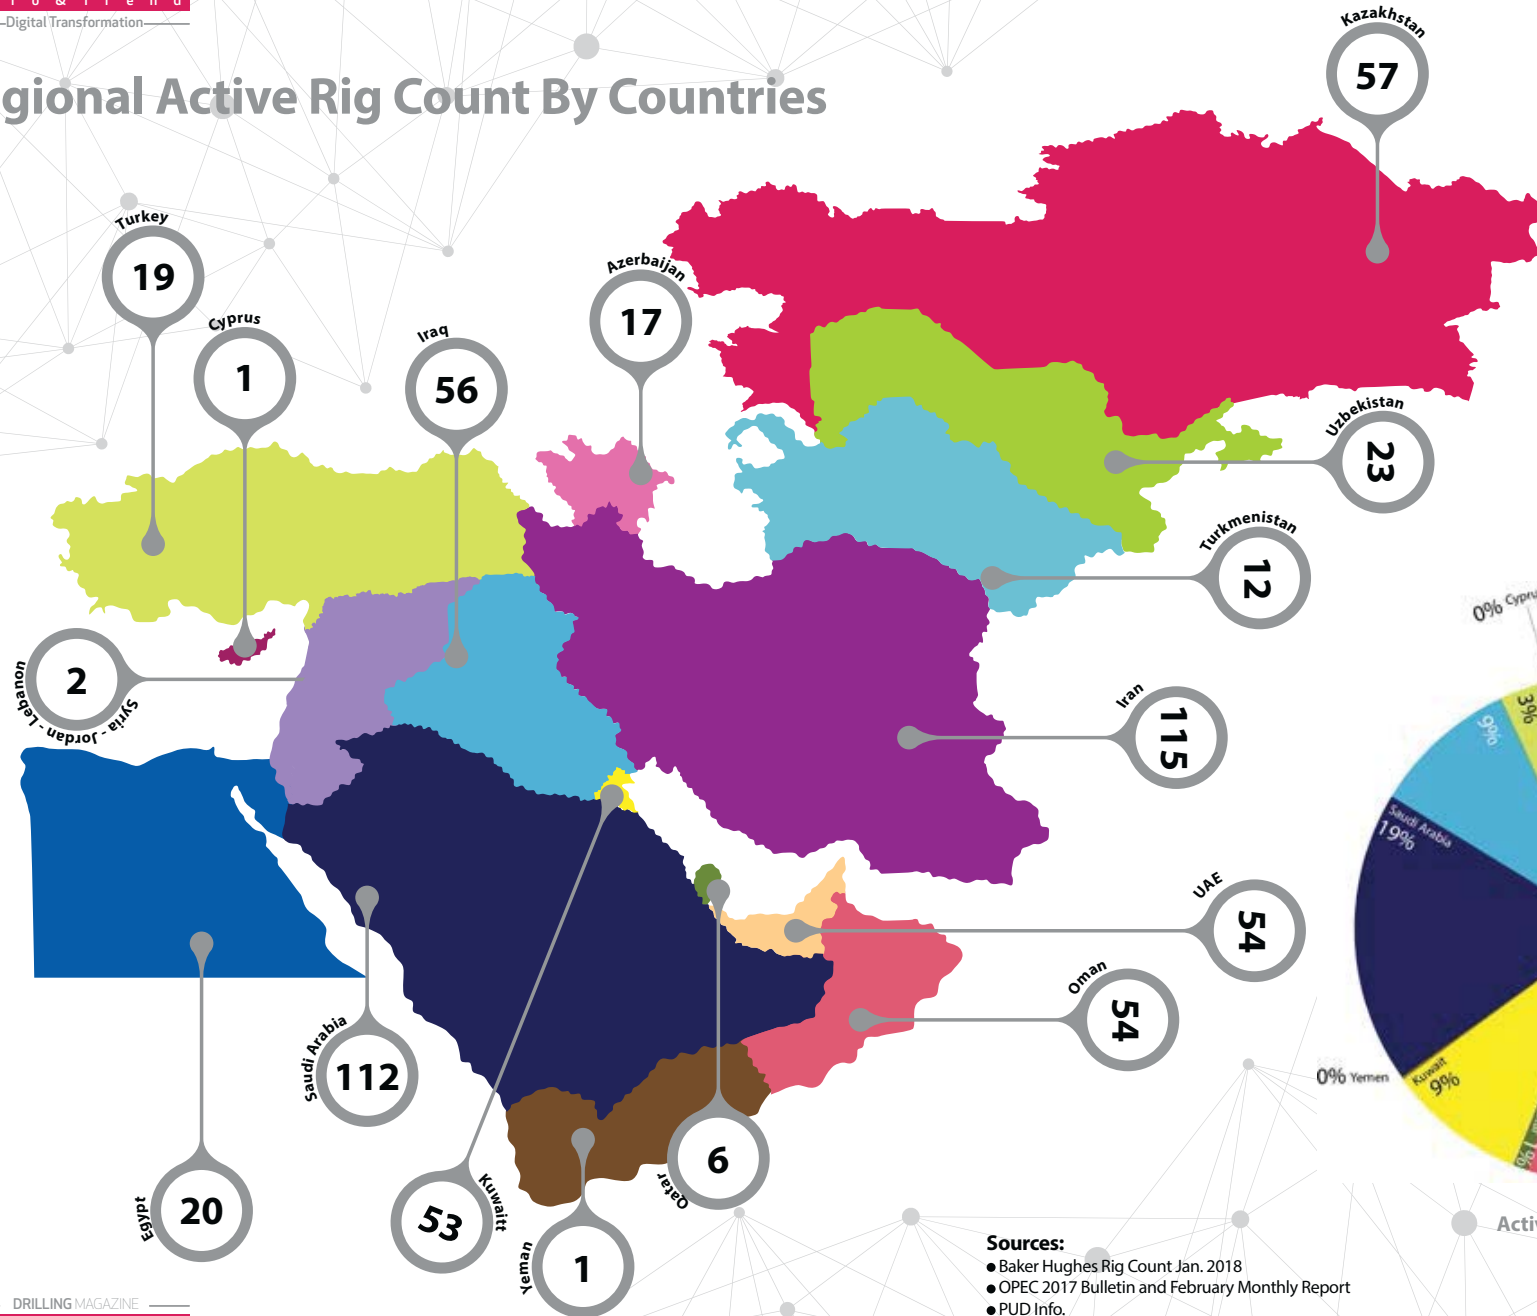 Digital Transformation
gional Active Rig Count By Countries
Kazakhstan
57
Turkey
19
Cyprus
1
Iraq
56
Azerbaijan
17
Uzbekistan
23
Turkmenistan
12
Syria - Jordan - Lebanon
2
Iran
115
UAE
54
Oman
54
Saudi Arabia
112
Egypt
20
Kuwaitt
53
Qatar
6
Yeman
1
0% Cypru
3%
9%
Saudi Arabia
19%
0% Yemen
Kuwait
9%
Activ
Sources:
● Baker Hughes Rig Count Jan. 2018
● OPEC 2017 Bulletin and February Monthly Report
● PUD Info.
DRILLING MAGAZINE